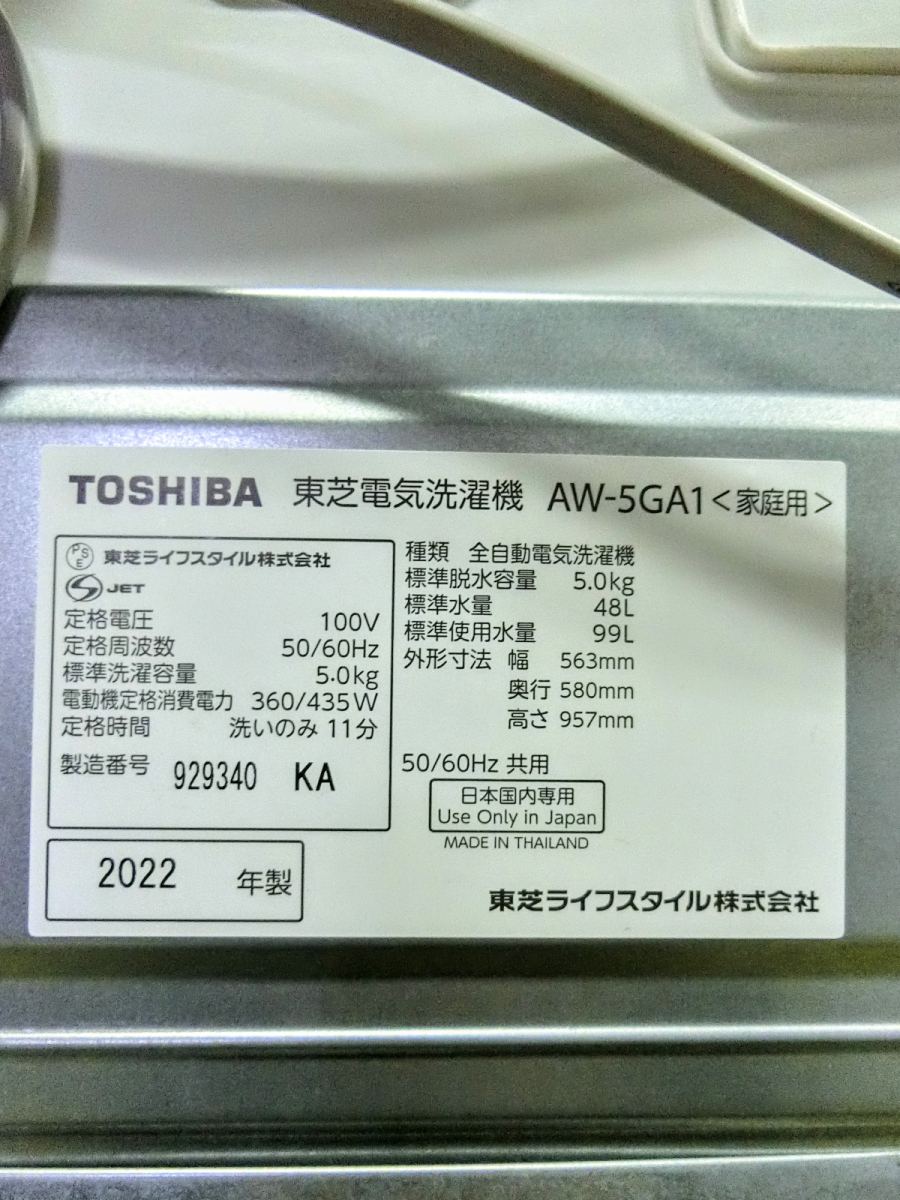 TOSHIBA 東芝電気洗濯機 AW-5GA1<家庭用>
PSE 東芝ライフスタイル株式会社
S JET
定格電圧 100V
定格周波数 50/60Hz
標準洗濯容量 5.0kg
電動機定格消費電力 360/435W
定格時間 洗いのみ 11分
製造番号 929340 KA
2022 年製
種類 全自動電気洗濯機
標準脱水容量 5.0kg
標準水量 48L
標準使用水量 99L
外形寸法 幅 563mm
奥行 580mm
高さ 957mm
50/60Hz 共用
日本国内専用
Use Only in Japan
MADE IN THAILAND
東芝ライフスタイル株式会社